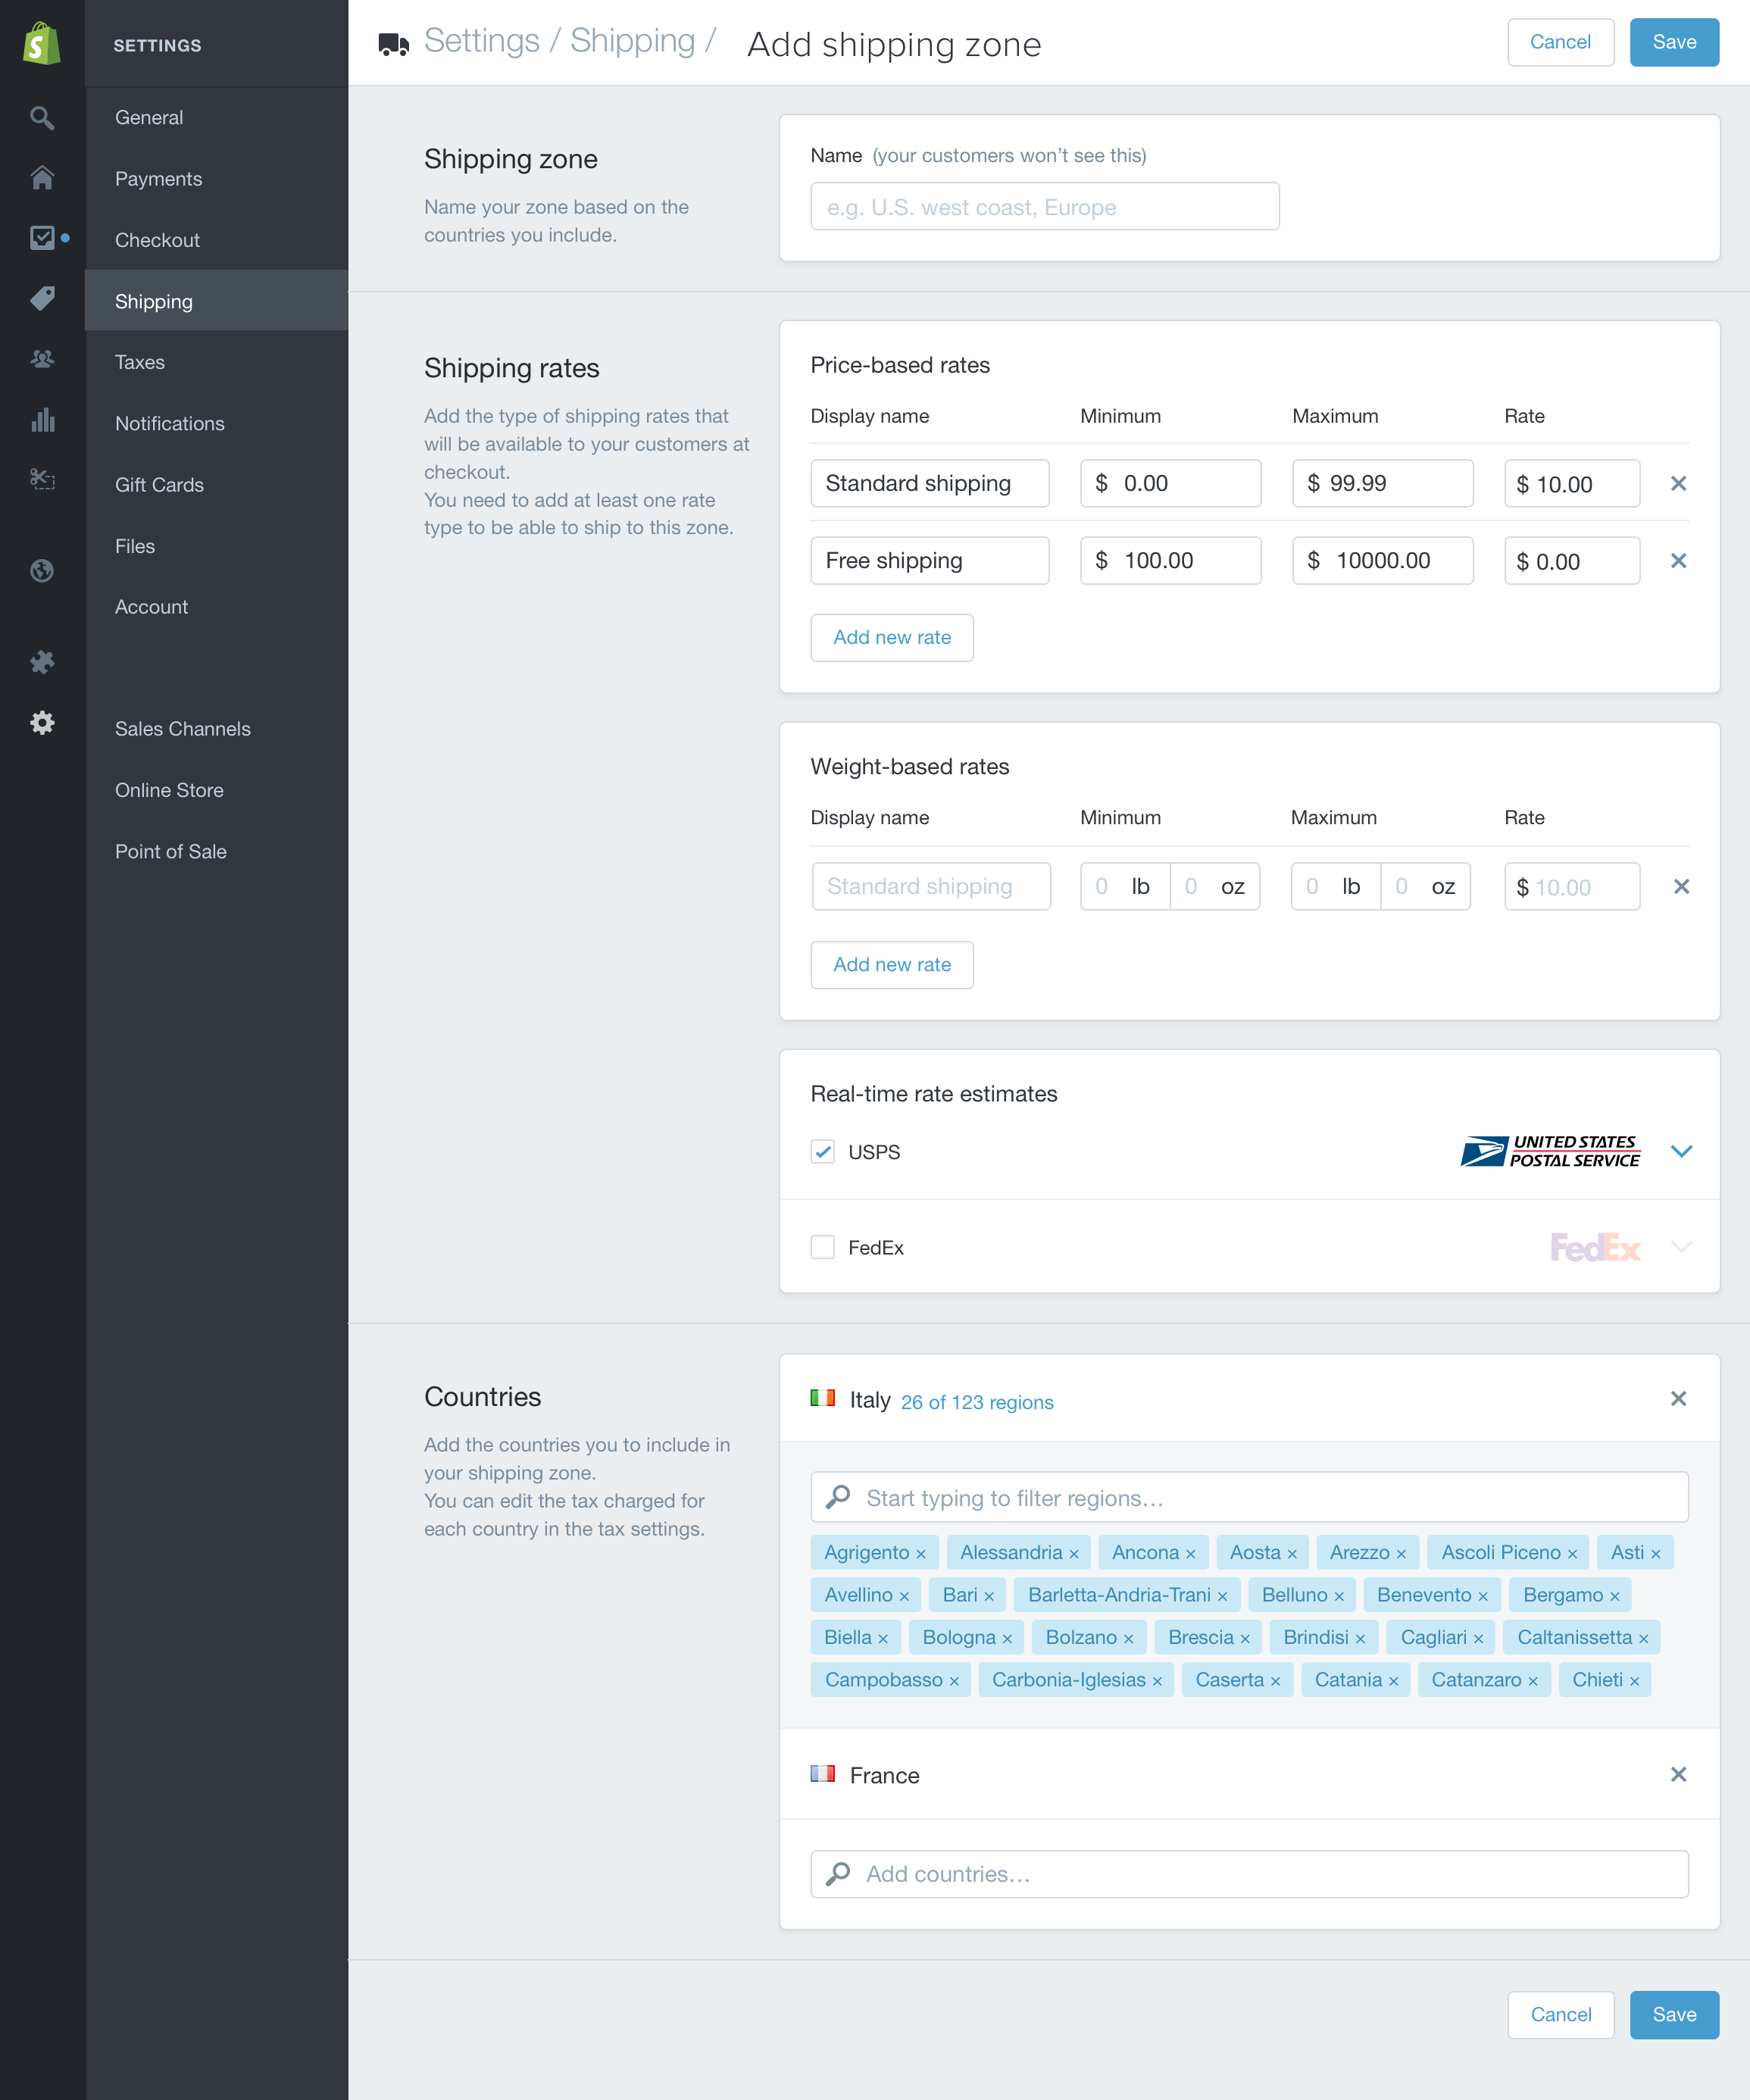 SETTINGS
General
Payments
Checkout
Shipping
Taxes
Notifications
Gift Cards
Files
Account
Sales Channels
Online Store
Point of Sale
Settings / Shipping / Add shipping zone
Cancel
Save
Shipping zone
Name your zone based on the
countries you include.
Name (your customers won’t see this)
e.g. U.S. west coast, Europe
Shipping rates
Add the type of shipping rates that
will be available to your customers at
checkout.
You need to add at least one rate
type to be able to ship to this zone.
Price-based rates
Display name Minimum Maximum Rate
Standard shipping $ 0.00 $ 99.99 $ 10.00 ×
Free shipping $ 100.00 $ 10000.00 $ 0.00 ×
Add new rate
Weight-based rates
Display name Minimum Maximum Rate
Standard shipping 0 lb 0 oz 0 lb 0 oz $ 10.00 ×
Add new rate
Real-time rate estimates
USPS
UNITED STATES
POSTAL SERVICE
FedEx
FedEx
Countries
Add the countries you to include in
your shipping zone.
You can edit the tax charged for
each country in the tax settings.
Italy 26 of 123 regions ×
Start typing to filter regions…
Agrigento × Alessandria × Ancona × Aosta × Arezzo × Ascoli Piceno × Asti ×
Avellino × Bari × Barletta-Andria-Trani × Belluno × Benevento × Bergamo ×
Biella × Bologna × Bolzano × Brescia × Brindisi × Cagliari × Caltanissetta ×
Campobasso × Carbonia-Iglesias × Caserta × Catania × Catanzaro × Chieti ×
France ×
Add countries…
Cancel
Save